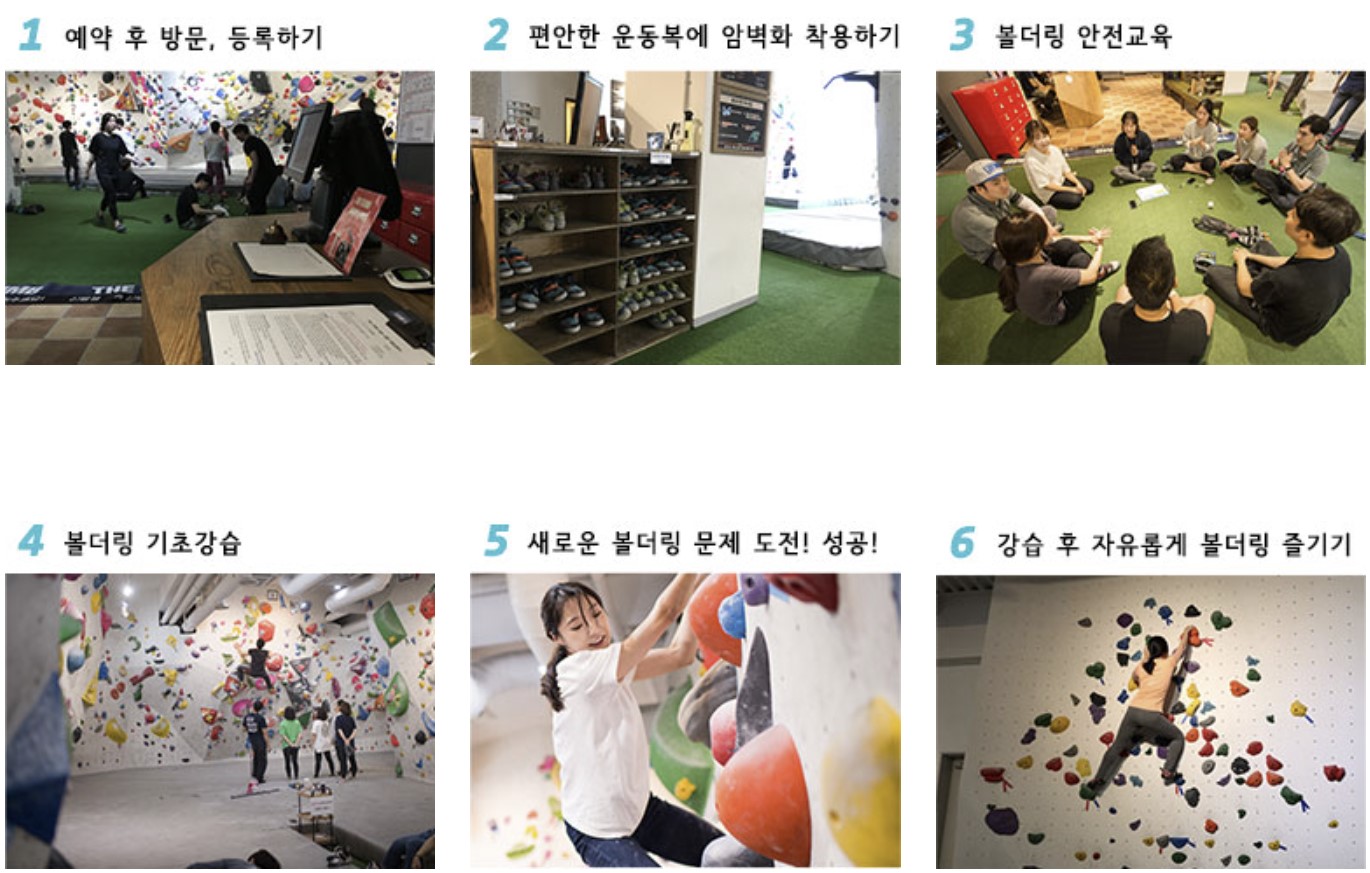 1 예약 후 방문, 등록하기
2 편안한 운동복에 암벽화 착용하기
3 볼더링 안전교육
THE
4 볼더링 기초강습
5 새로운 볼더링 문제 도전! 성공!
6 강습 후 자유롭게 볼더링 즐기기